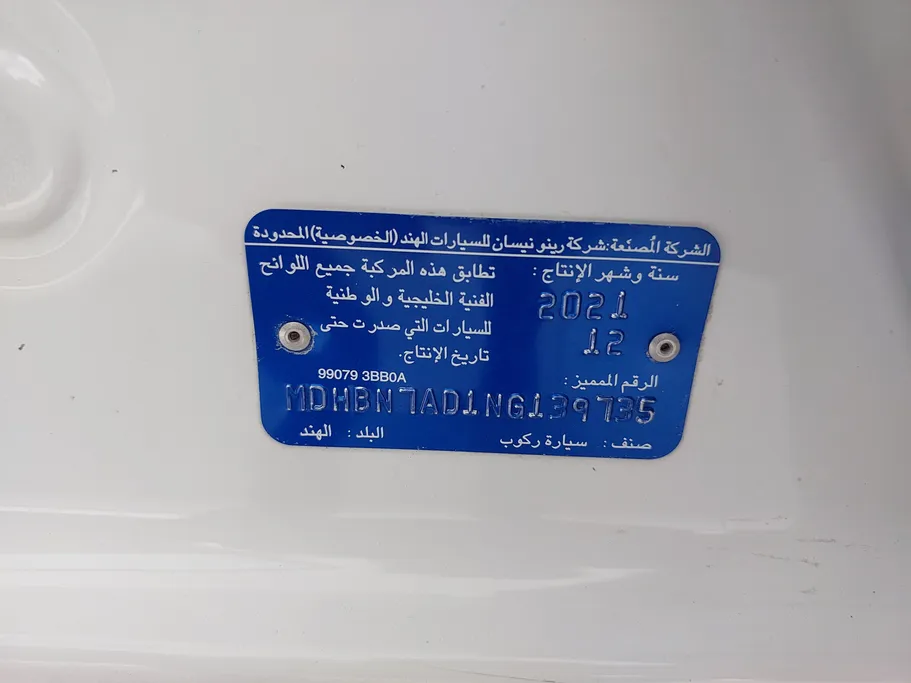 الشركة المُصنّعة:شركة رينو نيسان للسيارات الهند (الخصوصية) المحدودة
سنة وشهر الإنتاج :
2021
12
تطابق هذه المركبة جميع اللوائح
الفنية الخليجية والوطنية
للسيارات التي صدرت حتى
تاريخ الإنتاج.
99079 3BB0A
الرقم المميز :
MDHBN7AD1NG139735
صنف : سيارة ركوب
البلد : الهند